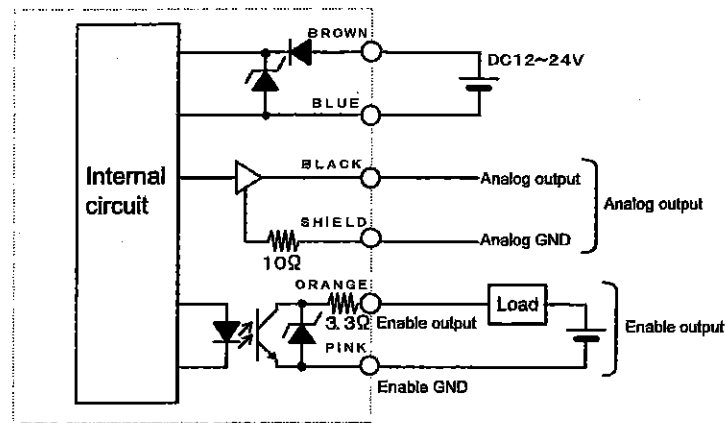 BROWN
DC12~24V
BLUE
Internal
circuit
BLACK
Analog output
Analog output
SHIELD
Analog GND
10Ω
ORANGE
Load
3.3Ω
Enable output
Enable output
PINK
Enable GND